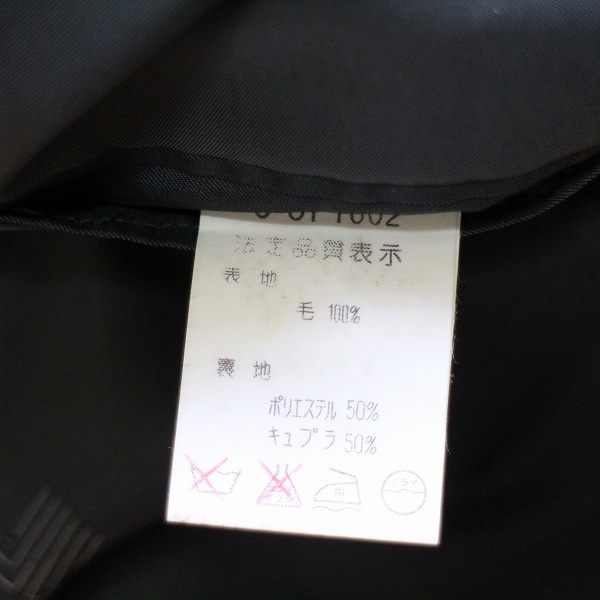 法定品質表示
表地
毛 100%
裏地
ポリエステル 50%
キュプラ 50%
中 ドライ